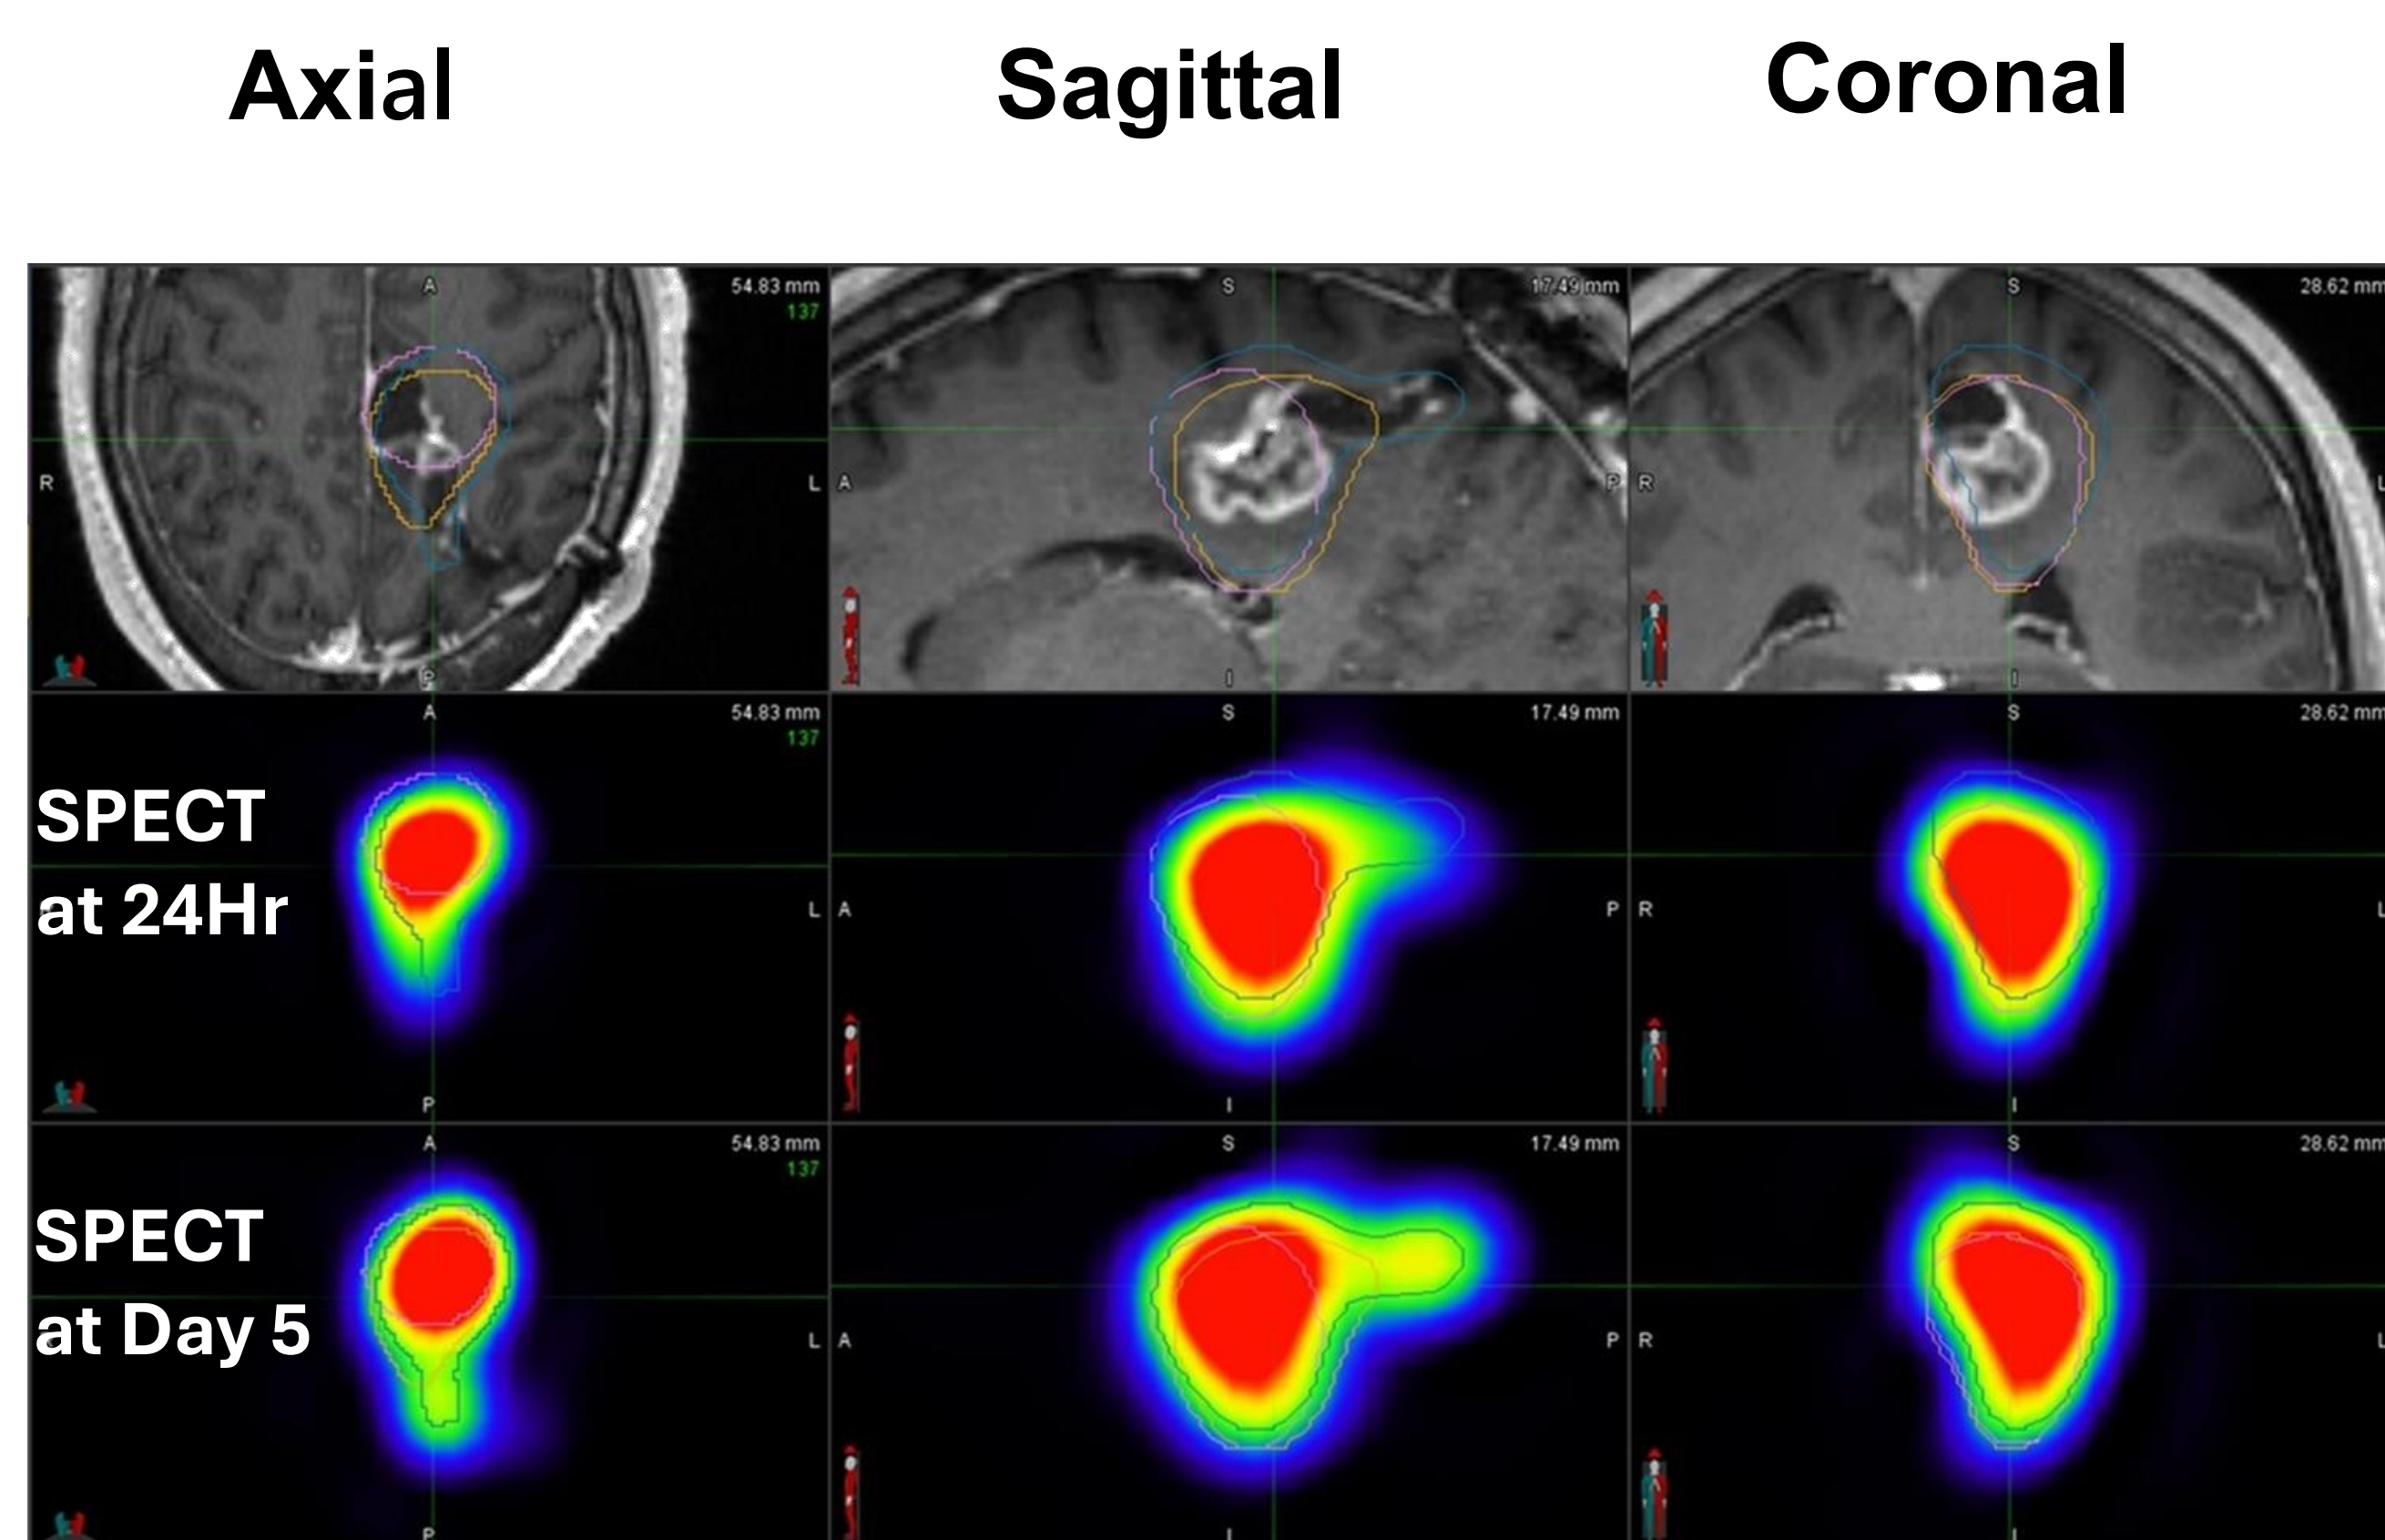 Axial Sagittal Coronal
A 54.83 mm S 17.49 mm S 28.62 mm
137
R L A P R L
P I I
A 54.83 mm S 17.49 mm S 28.62 mm
137
SPECT
at 24Hr L A P R L
P I I
A 54.83 mm S 17.49 mm S 28.62 mm
137
SPECT
at Day 5 L A P R L
P I I